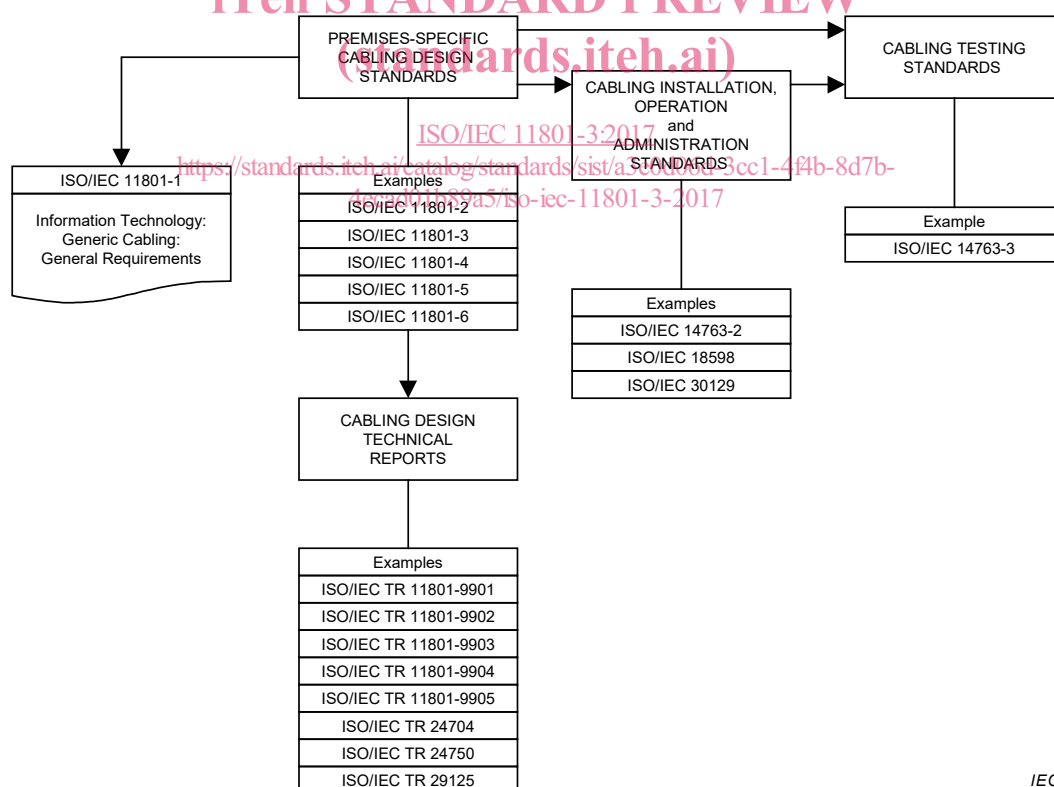 iTeh STANDARD PREVIEW
(standards.iteh.ai)
PREMISES-SPECIFIC
CABLING DESIGN
STANDARDS
CABLING TESTING
STANDARDS
CABLING INSTALLATION,
OPERATION
and
ADMINISTRATION
STANDARDS
ISO/IEC 11801-3:2017
https://standards.iteh.ai/catalog/standards/sist/a3c6d06d-3cc1-4f4b-8d7b-
4ecad01b89a5/iso-iec-11801-3-2017
ISO/IEC 11801-1
Information Technology:
Generic Cabling:
General Requirements
Examples
ISO/IEC 11801-2
ISO/IEC 11801-3
ISO/IEC 11801-4
ISO/IEC 11801-5
ISO/IEC 11801-6
Example
ISO/IEC 14763-3
Examples
ISO/IEC 14763-2
ISO/IEC 18598
ISO/IEC 30129
CABLING DESIGN
TECHNICAL
REPORTS
Examples
ISO/IEC TR 11801-9901
ISO/IEC TR 11801-9902
ISO/IEC TR 11801-9903
ISO/IEC TR 11801-9904
ISO/IEC TR 11801-9905
ISO/IEC TR 24704
ISO/IEC TR 24750
ISO/IEC TR 29125
IEC